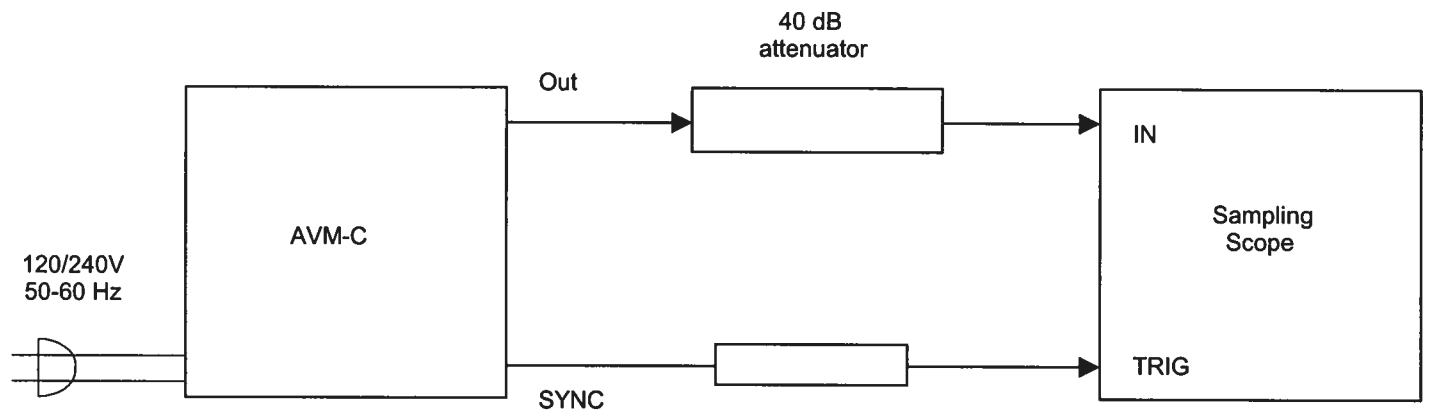 40 dB
attenuator
Out
IN
AVM-C
Sampling
Scope
120/240V
50-60 Hz
TRIG
SYNC